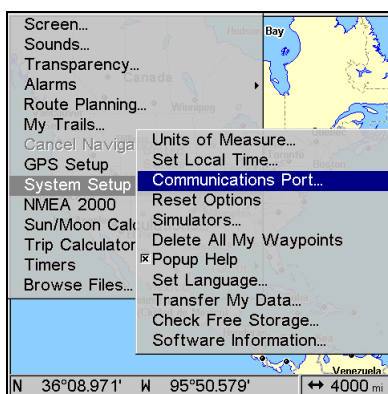 Screen...
Sounds...
Transparency...
Alarms
Route Planning...
My Trails...
Cancel Naviga
GPS Setup
System Setup
NMEA 2000
Sun/Moon Calc
Trip Calculator
Timers
Browse Files...
Units of Measure...
Set Local Time...
Communications Port...
Reset Options
Simulators...
Delete All My Waypoints
Popup Help
Set Language...
Transfer My Data...
Check Free Storage...
Software Information...
Hudson Bay
Canada
Winnipeg
Toronto
Boston
Venezuela
N 36°08.971' W 95°50.579' ↔ 4000 mi